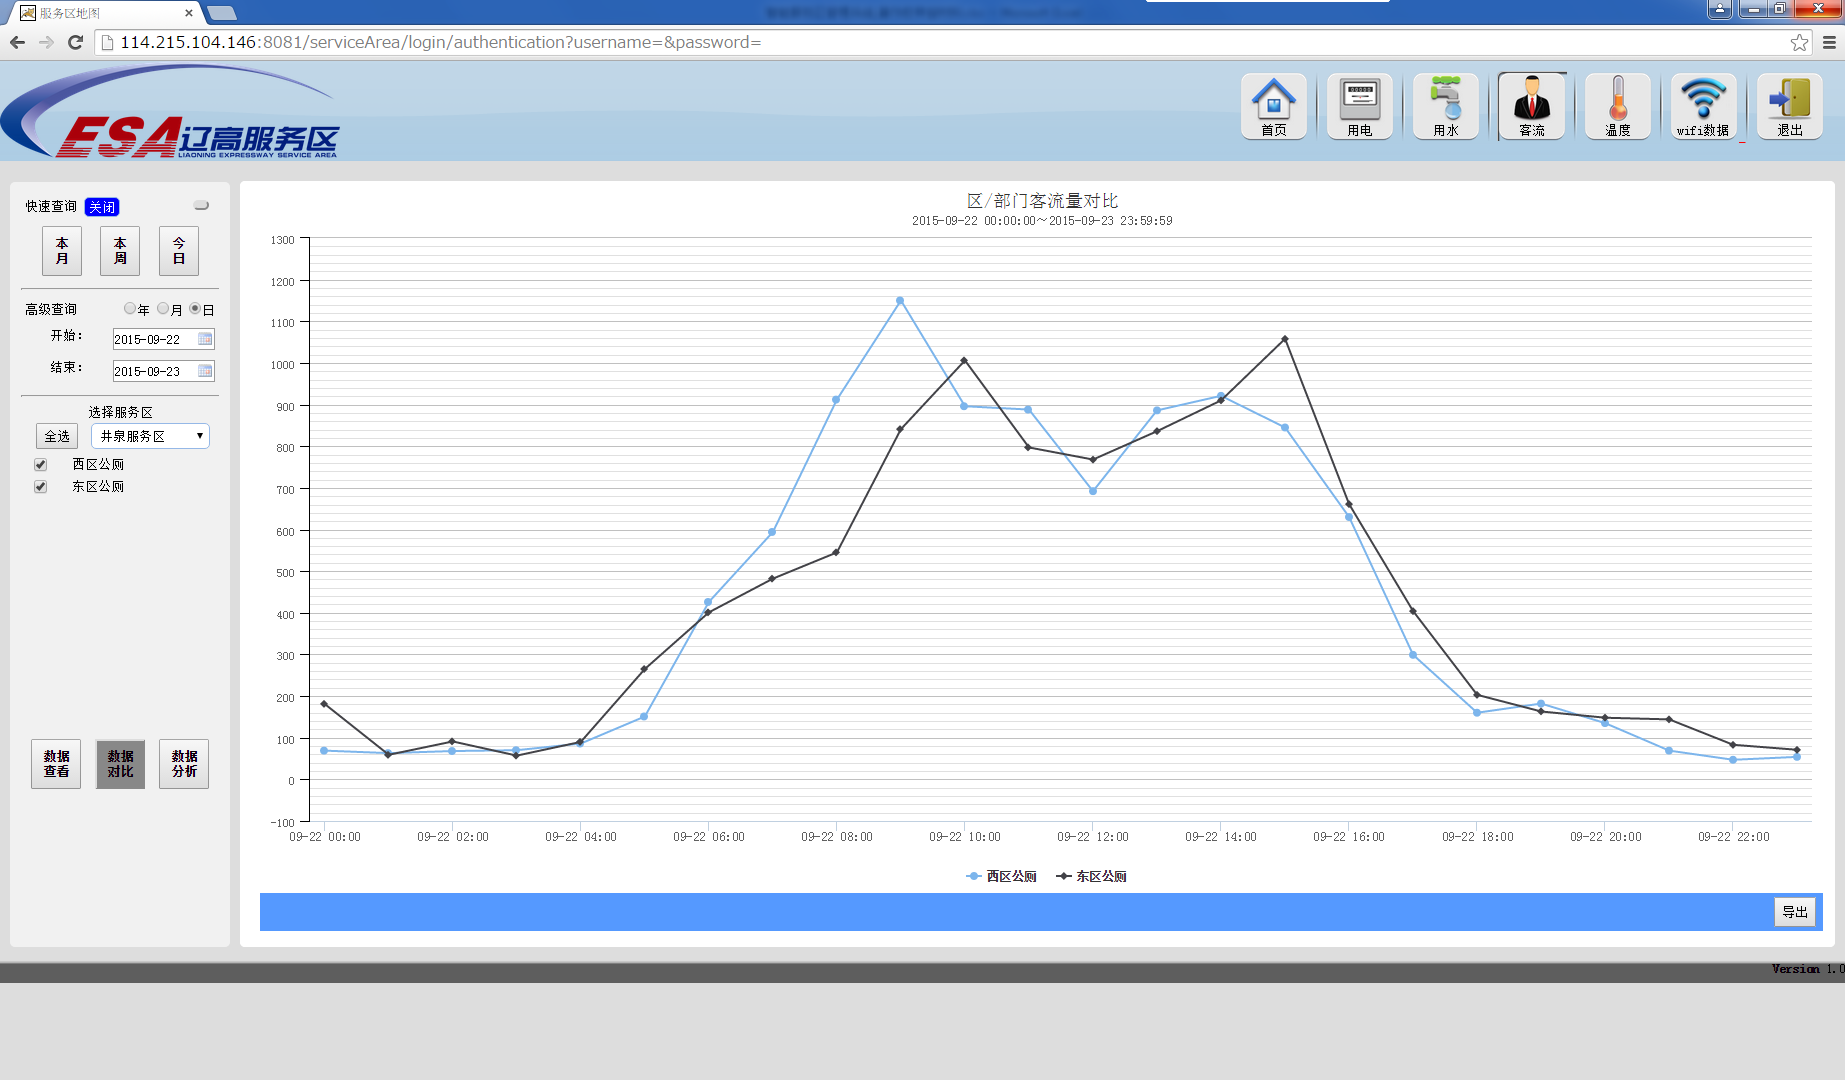 服务区地图
114.215.104.146:8081/serviceArea/login/authentication?username=&password=
ESA辽高服务区
LIAONING EXPRESSWAY SERVICE AREA
首页 用电 用水 客流 温度 wifi数据 退出
快速查询 关闭
本月 本周 今日
高级查询 年 月 日
开始: 2015-09-22
结束: 2015-09-23
选择服务区
全选 井泉服务区
西区公厕
东区公厕
数据查看 数据对比 数据分析
区/部门客流量对比
2015-09-22 00:00:00~2015-09-23 23:59:59
1300
1200
1100
1000
900
800
700
600
500
400
300
200
100
0
-100
09-22 00:00 09-22 02:00 09-22 04:00 09-22 06:00 09-22 08:00 09-22 10:00 09-22 12:00 09-22 14:00 09-22 16:00 09-22 18:00 09-22 20:00 09-22 22:00
西区公厕 东区公厕
导出
Version 1.0